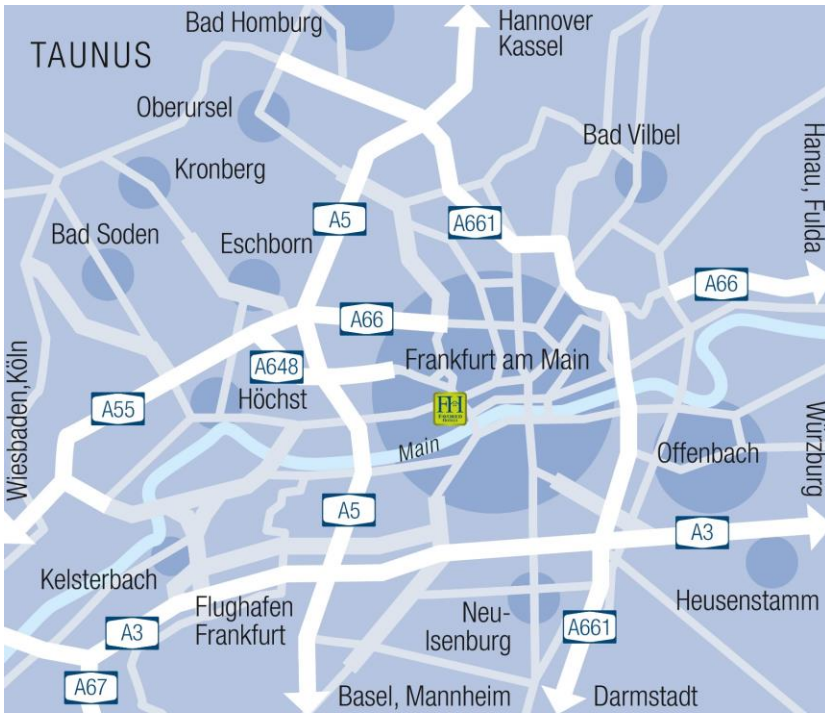 Bad Homburg
Hannover
Kassel
TAUNUS
Oberursel
Bad Vilbel
Hanau, Fulda
Kronberg
A5
A661
Bad Soden
Eschborn
A66
A66
A648
Frankfurt am Main
Höchst
A55
Wiesbaden,Köln
HH
Main
Offenbach
Würzburg
A5
A3
Kelsterbach
Flughafen
Frankfurt
Neu-
Isenburg
Heusenstamm
A3
A661
A67
Basel, Mannheim
Darmstadt